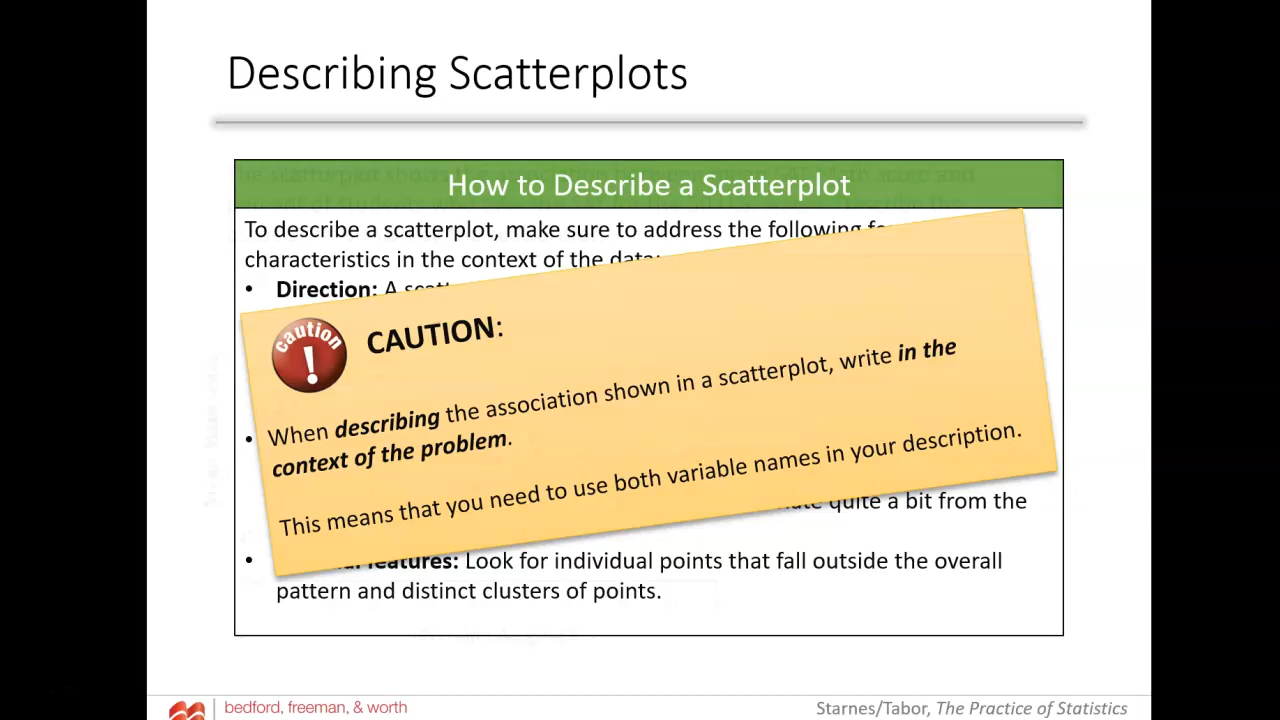 Describing Scatterplots
How to Describe a Scatterplot
To describe a scatterplot, make sure to address the following
characteristics in the context of the data:
• Direction: A
caution
!
CAUTION:
When describing the association shown in a scatterplot, write in the
context of the problem.
This means that you need to use both variable names in your description.
•
quite a bit from the
• features: Look for individual points that fall outside the overall
pattern and distinct clusters of points.
bedford, freeman, & worth
Starnes/Tabor, The Practice of Statistics